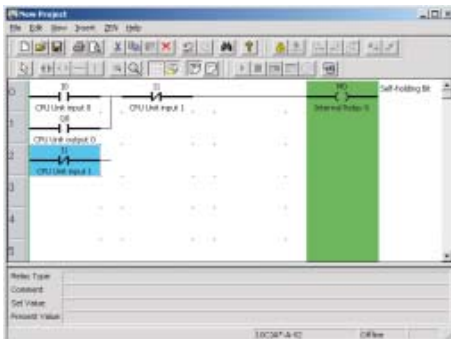 New Project
File Edit View Insert ZEN Help
0 I0 I1 M0 Self-holding Bit
CPU Unit input 0 CPU Unit input 1 Internal Relay 0
1 Q0
CPU Unit output 0
2 I1
CPU Unit input 1
3
4
5
Relay Type
Comment
Set Value
Present Value
Offline